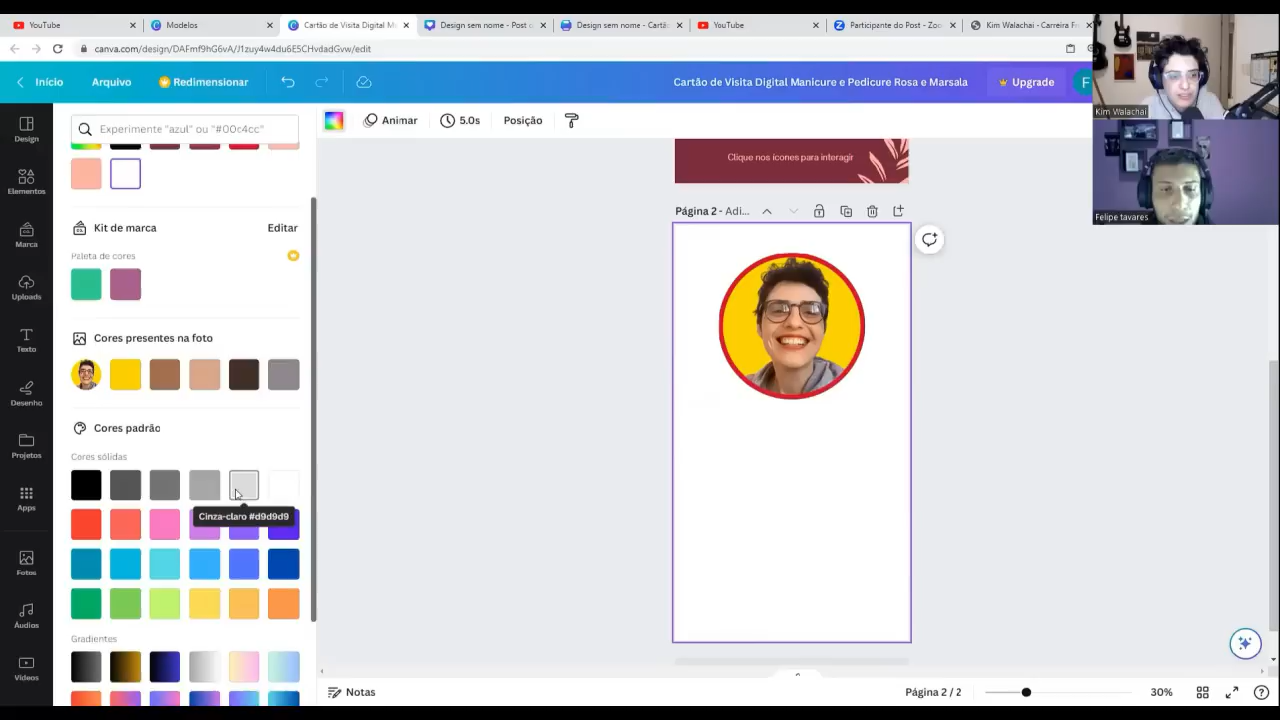 YouTube
Modelos
Cartão de Visita Digital M
Design sem nome - Post
Design sem nome - Cartã
YouTube
Participante do Post - Zoo
Kim Walachai - Carreira F
canva.com/design/DAFmf9hG6vA/J1zuy4w4du6E5CHvdadGvw/edit
Início
Arquivo
Redimensionar
Cartão de Visita Digital Manicure e Pedicure Rosa e Marsala
Upgrade
F
Kim Walachai
Felipe tavares
Experimente "azul" ou "#00c4cc"
Animar
5.0s
Posição
Design
Elementos
Marca
Uploads
Texto
Desenho
Projetos
Apps
Fotos
Áudios
Vídeos
Kit de marca
Editar
Paleta de cores
Cores presentes na foto
Cores padrão
Cores sólidas
Cinza-claro #d9d9d9
Gradientes
Clique nos ícones para interagir
Página 2 - Adi...
Notas
Página 2 / 2
30%